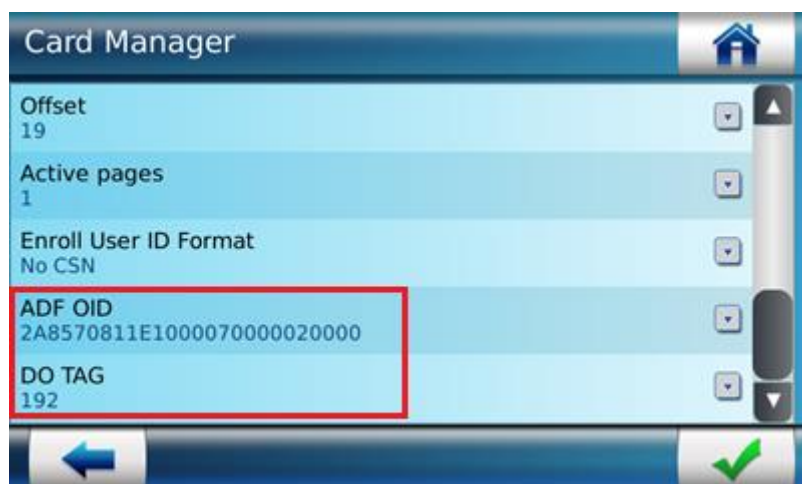 Card Manager
Offset
19
Active pages
1
Enroll User ID Format
No CSN
ADF OID
2A8570811E1000070000020000
DO TAG
192